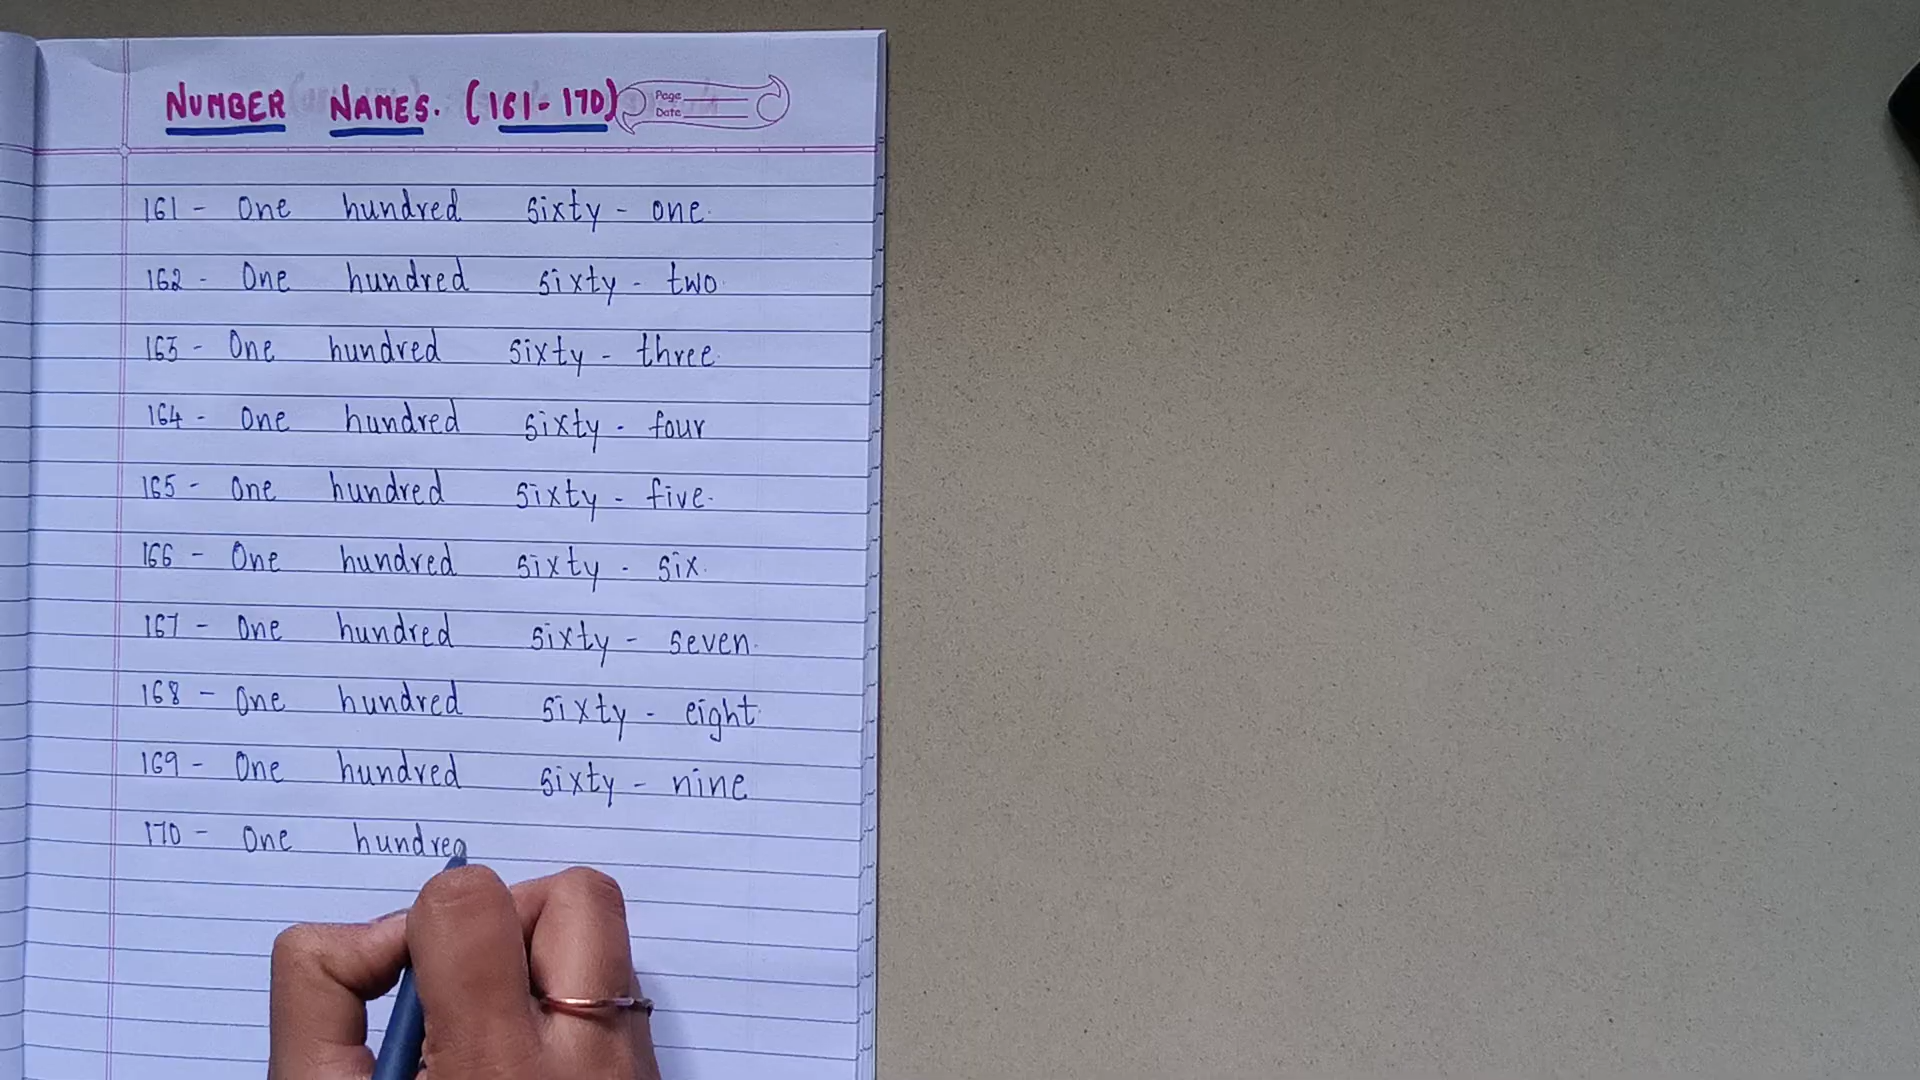 NUMBER NAMES. (161-170)
Page
Date
161 - One hundred sixty - one.
162 - One hundred sixty - two.
163 - One hundred sixty - three.
164 - One hundred sixty - four
165 - One hundred sixty - five.
166 - One hundred sixty - six.
167 - One hundred sixty - seven.
168 - One hundred sixty - eight.
169 - One hundred sixty - nine
170 - One hundre